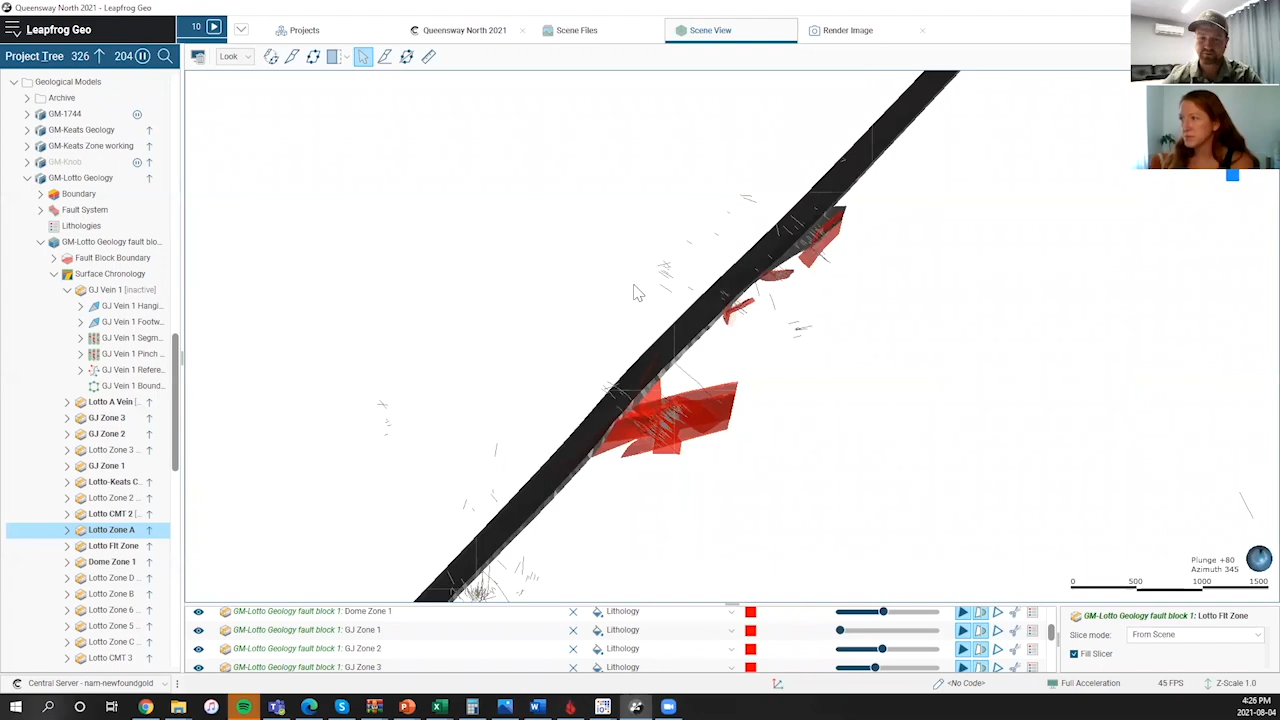 Queensway North 2021 - Leapfrog Geo
Leapfrog Geo
10
Projects
Queensway North 2021
Scene Files
Scene View
Render Image
Project Tree 326 204
Look
Geological Models
Archive
GM-1744
GM-Keats Geology
GM-Keats Zone working
GM-Knob
GM-Lotto Geology
Boundary
Fault System
Lithologies
GM-Lotto Geology fault blo...
Fault Block Boundary
Surface Chronology
GJ Vein 1 [inactive]
GJ Vein 1 Hangi...
GJ Vein 1 Footw...
GJ Vein 1 Segm...
GJ Vein 1 Pinch ...
GJ Vein 1 Refere...
GJ Vein 1 Bound...
Lotto A Vein [...
GJ Zone 3
GJ Zone 2
Lotto Zone 3 ...
GJ Zone 1
Lotto-Keats C...
Lotto Zone 2 ...
Lotto CMT 2 [...
Lotto Zone A
Lotto Flt Zone
Dome Zone 1
Lotto Zone D ...
Lotto Zone B
Lotto Zone 6 ...
Lotto Zone 5 ...
Lotto Zone C ...
Lotto CMT 3
Plunge +80
Azimuth 345
0 500 1000 1500
GM-Lotto Geology fault block 1: Dome Zone 1 Lithology
GM-Lotto Geology fault block 1: GJ Zone 1 Lithology
GM-Lotto Geology fault block 1: GJ Zone 2 Lithology
GM-Lotto Geology fault block 1: GJ Zone 3 Lithology
GM-Lotto Geology fault block 1: Lotto Flt Zone
Slice mode: From Scene
Fill Slicer
Central Server - nam-newfoundgold
<No Code>
Full Acceleration
45 FPS
Z-Scale 1.0
4:26 PM
2021-08-04